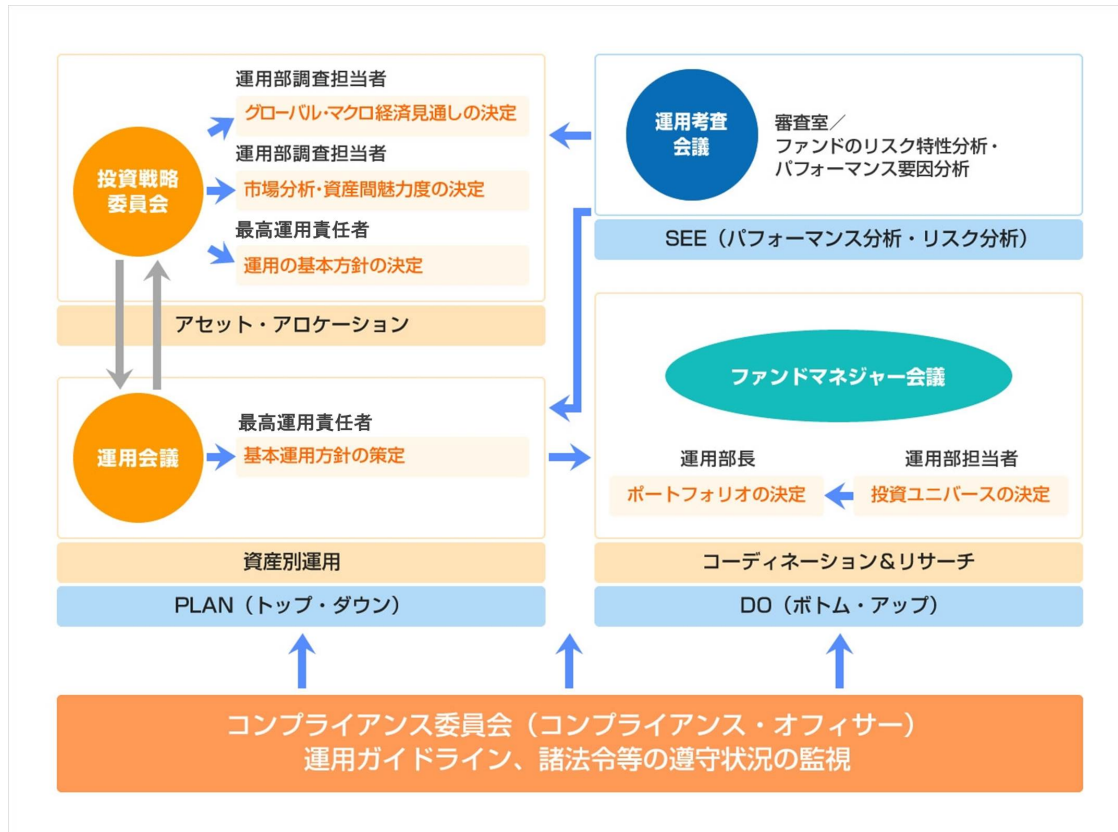 投資戦略
委員会
運用部調査担当者
グローバル・マクロ経済見通しの決定
運用部調査担当者
市場分析・資産間魅力度の決定
最高運用責任者
運用の基本方針の決定
アセット・アロケーション
運用会議
最高運用責任者
基本運用方針の策定
資産別運用
PLAN（トップ・ダウン）
運用考査
会議
審査室／
ファンドのリスク特性分析・
パフォーマンス要因分析
SEE（パフォーマンス分析・リスク分析）
ファンドマネジャー会議
運用部長
ポートフォリオの決定
運用部担当者
投資ユニバースの決定
コーディネーション＆リサーチ
DO（ボトム・アップ）
コンプライアンス委員会（コンプライアンス・オフィサー）
運用ガイドライン、諸法令等の遵守状況の監視